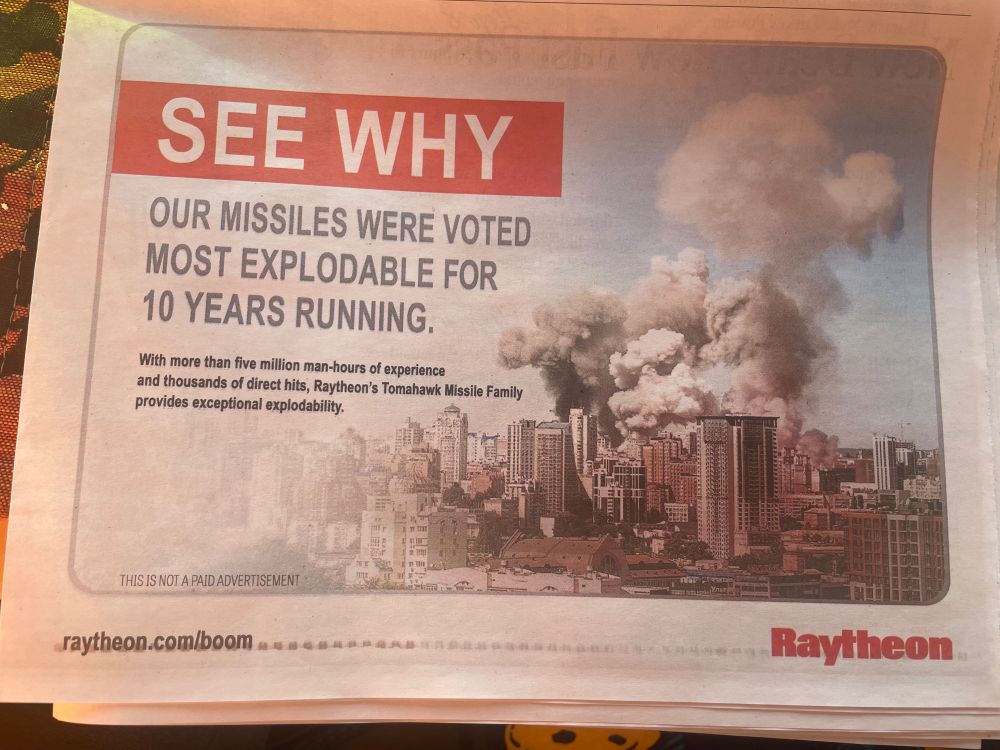 SEE WHY
OUR MISSILES WERE VOTED
MOST EXPLODABLE FOR
10 YEARS RUNNING.
With more than five million man-hours of experience
and thousands of direct hits, Raytheon's Tomahawk Missile Family
provides exceptional explodability.
THIS IS NOT A PAID ADVERTISEMENT
raytheon.com/boom
Raytheon